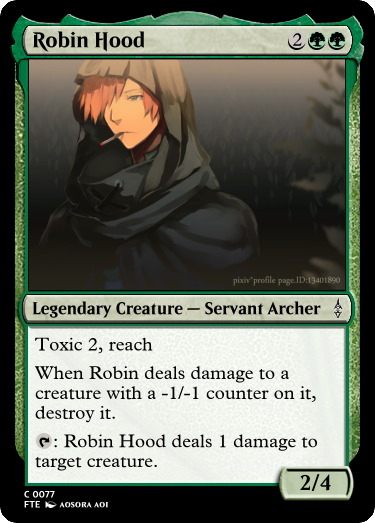 Robin Hood 2
pixiv*profile page.ID:13401890
Legendary Creature — Servant Archer
Toxic 2, reach
When Robin deals damage to a
creature with a -1/-1 counter on it,
destroy it.
: Robin Hood deals 1 damage to
target creature.
2/4
C 0077
FTE AOSORA AOI